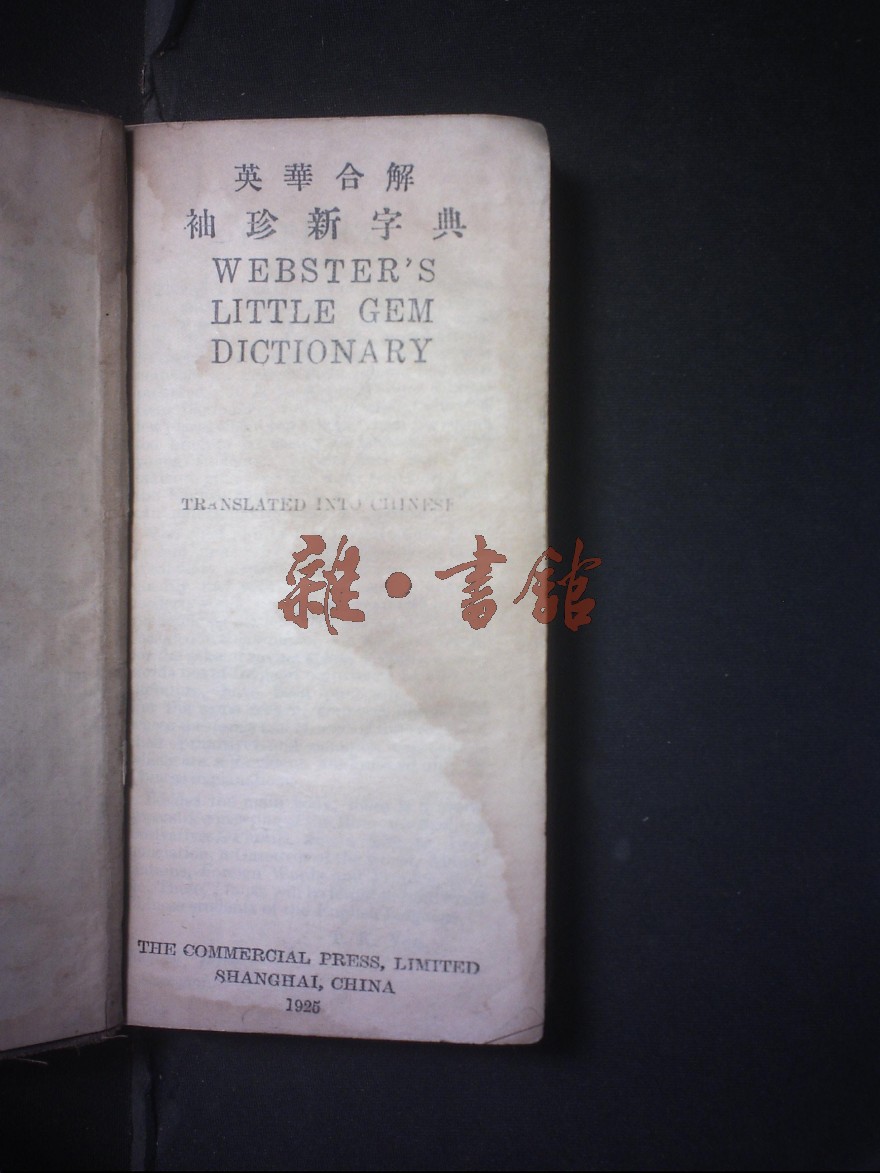 英華合解
袖珍新字典
WEBSTER'S
LITTLE GEM
DICTIONARY
TRANSLATED INTO CHINESE
雜·書館
THE COMMERCIAL PRESS, LIMITED
SHANGHAI, CHINA
1925